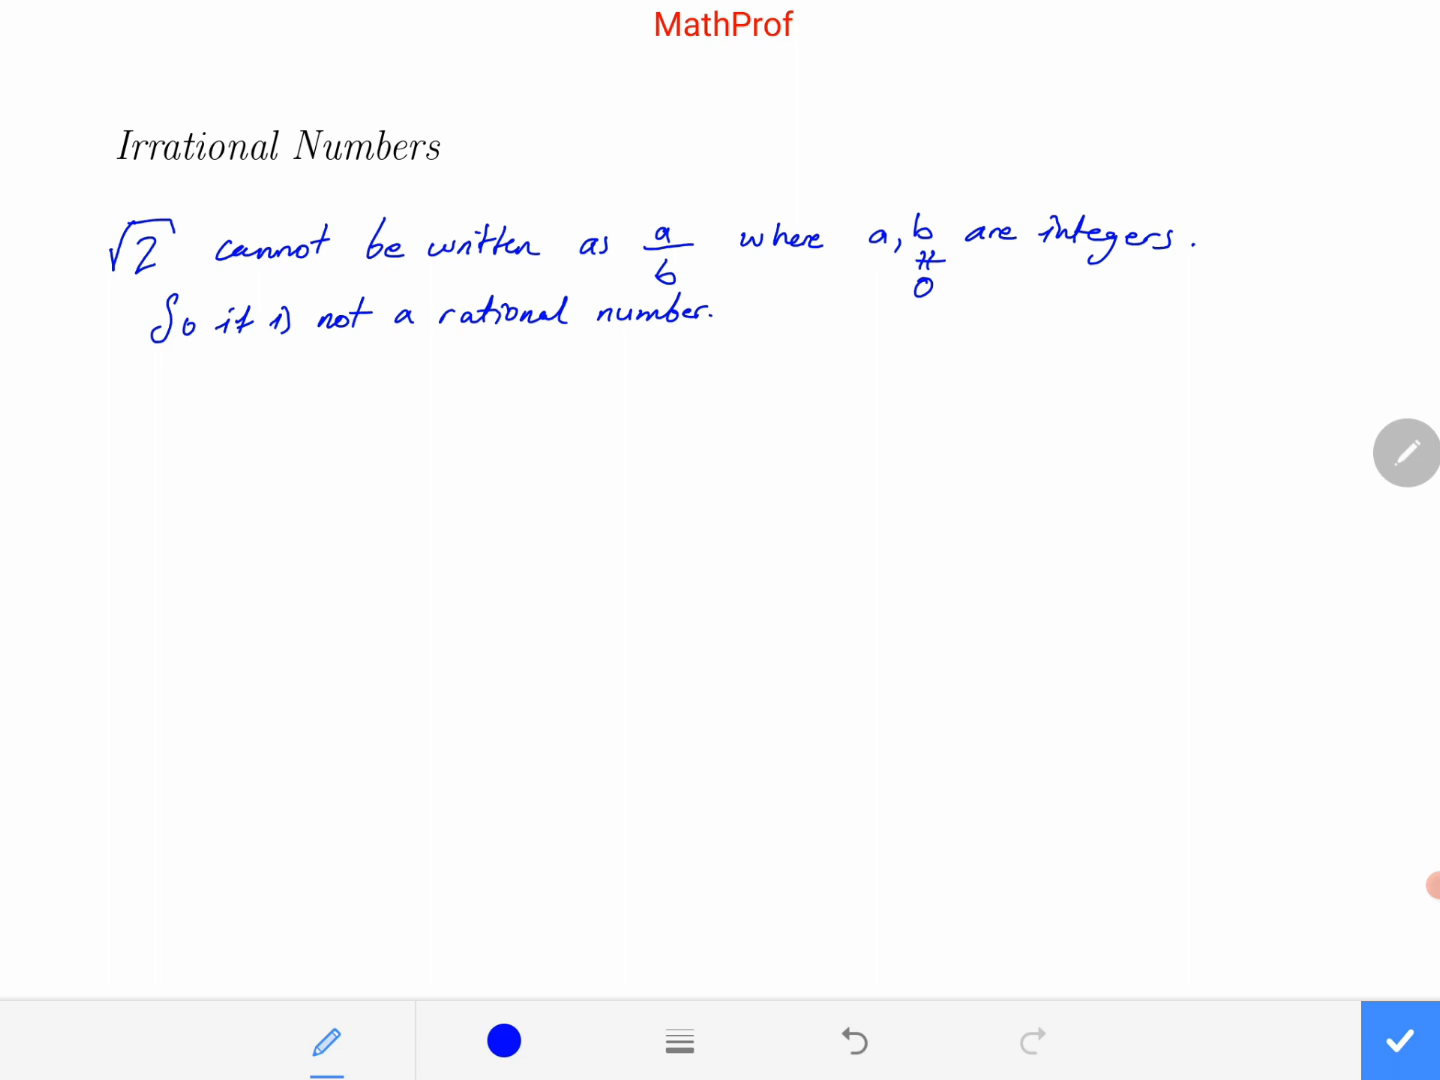 MathProf
Irrational Numbers
√2 cannot be written as a/b where a, b ≠ 0 are integers.
So it is not a rational number.